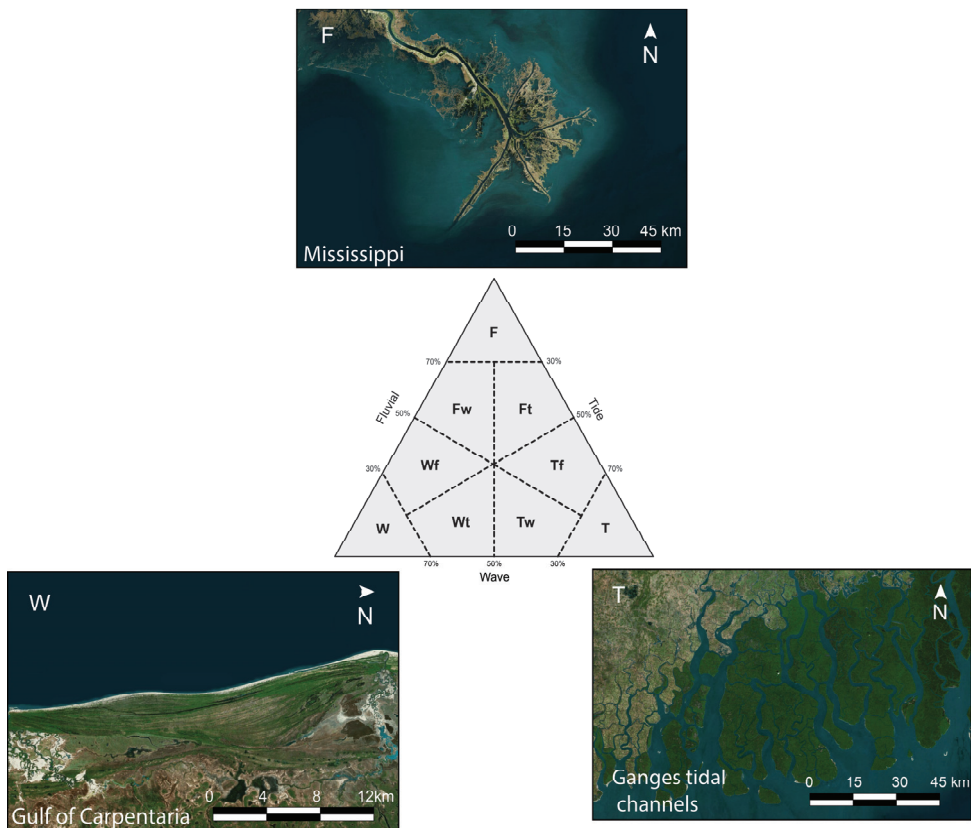 F
N
0 15 30 45 km
Mississippi
F
70% 30%
Fw Ft
Fluvial
Tide
50% 50%
Wf Tf
30% 70%
W Wt Tw T
70% 50% 30%
Wave
W
N
0 4 8 12km
Gulf of Carpentaria
T
N
Ganges tidal
channels
0 15 30 45 km